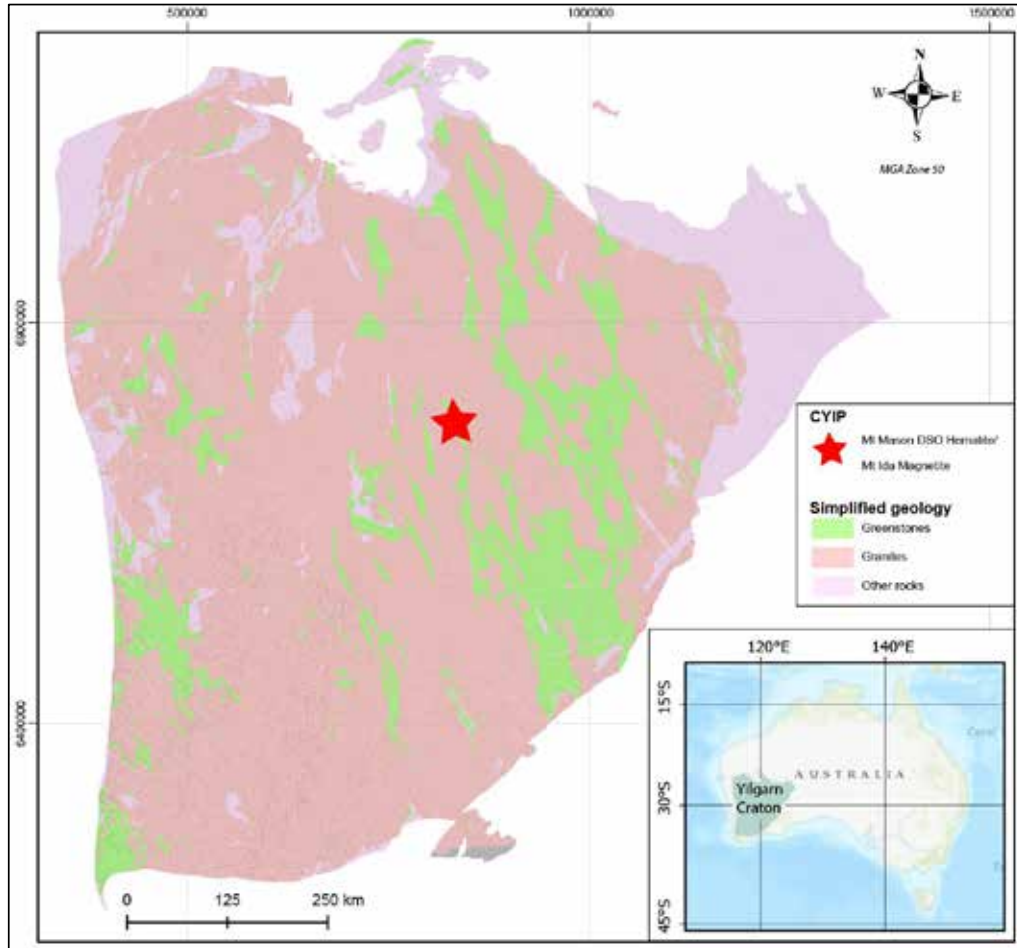 500000 1000000 1500000
N
W E
S
MGA Zone 50
6900000
6400000
CYIP
Mt Mason DSO Hematite/
Mt Ida Magnetite
Simplified geology
Greenstones
Granites
Other rocks
120°E 140°E
15°S
30°S
45°S
AUSTRALIA
Yilgarn
Craton
Coral
0 125 250 km